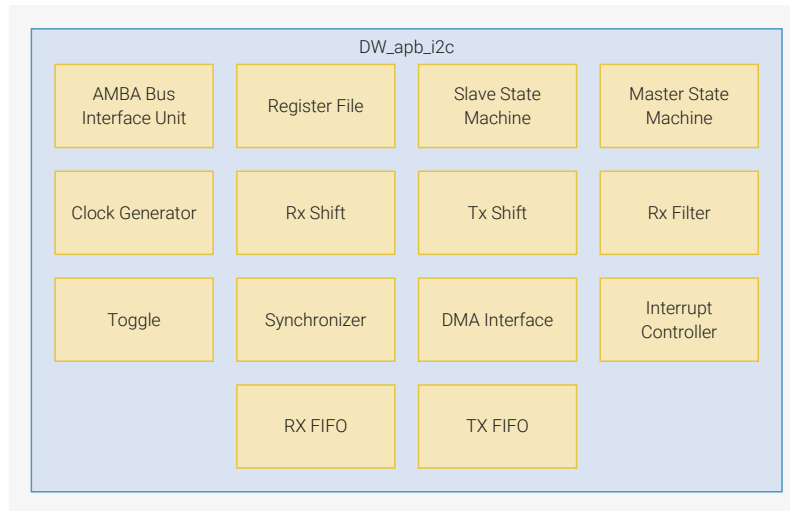 DW_apb_i2c
AMBA Bus
Interface Unit
Register File
Slave State
Machine
Master State
Machine
Clock Generator
Rx Shift
Tx Shift
Rx Filter
Toggle
Synchronizer
DMA Interface
Interrupt
Controller
RX FIFO
TX FIFO